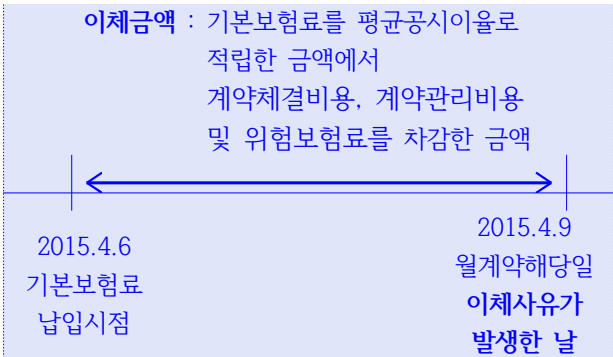 이체금액 : 기본보험료를 평균공시이율로
적립한 금액에서
계약체결비용, 계약관리비용
및 위험보험료를 차감한 금액
2015.4.6
기본보험료
납입시점
2015.4.9
월계약해당일
이체사유가
발생한 날